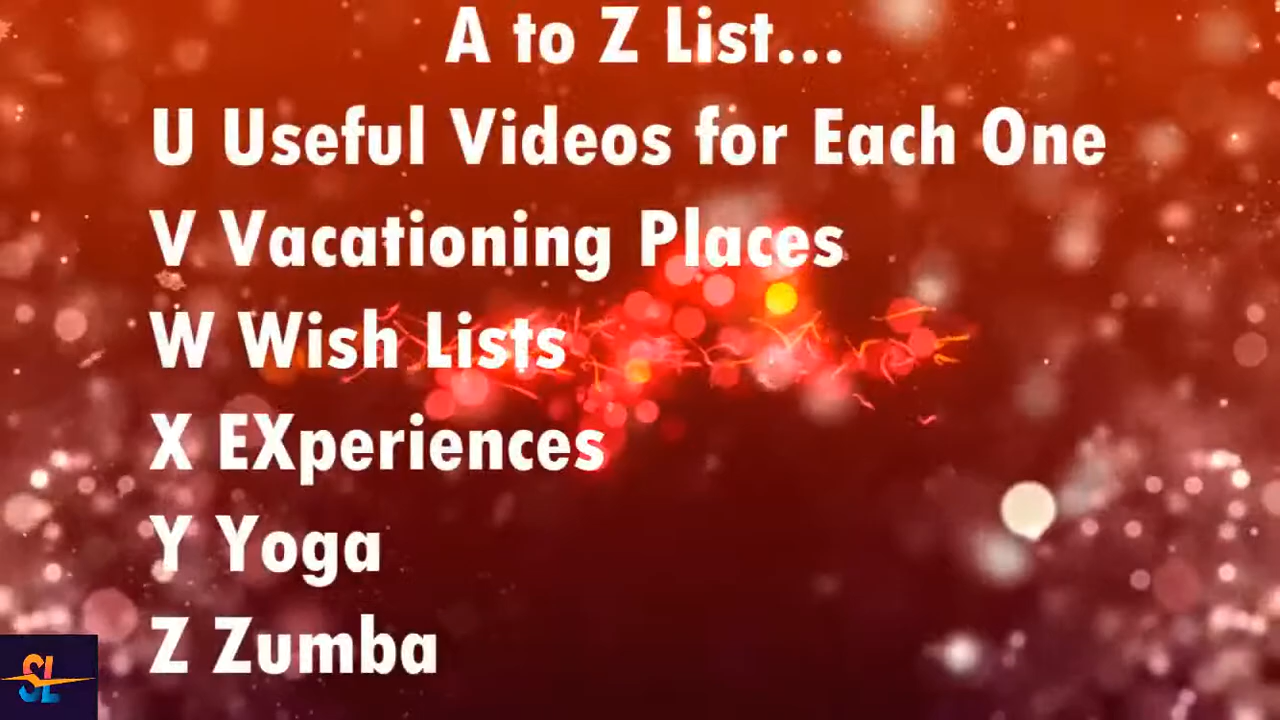 A to Z List...
U Useful Videos for Each One
V Vacationing Places
W Wish Lists
X EXperiences
Y Yoga
Z Zumba
SL